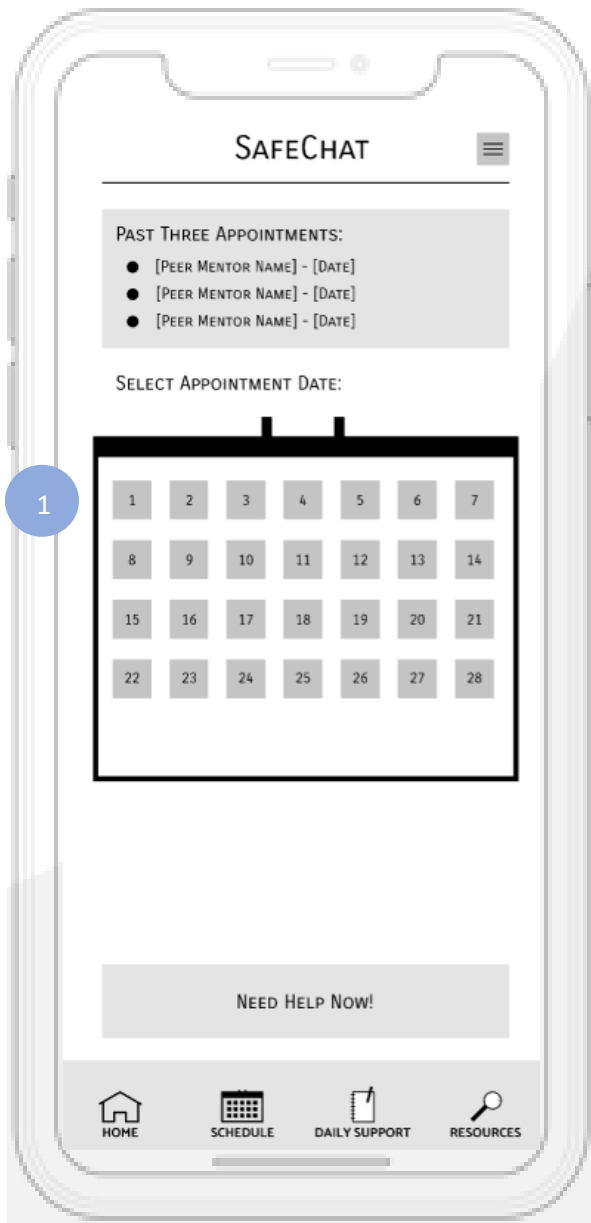 SafeChat
Past Three Appointments:
● [Peer Mentor Name] - [Date]
● [Peer Mentor Name] - [Date]
● [Peer Mentor Name] - [Date]
Select Appointment Date:
1
1 2 3 4 5 6 7
8 9 10 11 12 13 14
15 16 17 18 19 20 21
22 23 24 25 26 27 28
Need Help Now!
HOME SCHEDULE DAILY SUPPORT RESOURCES